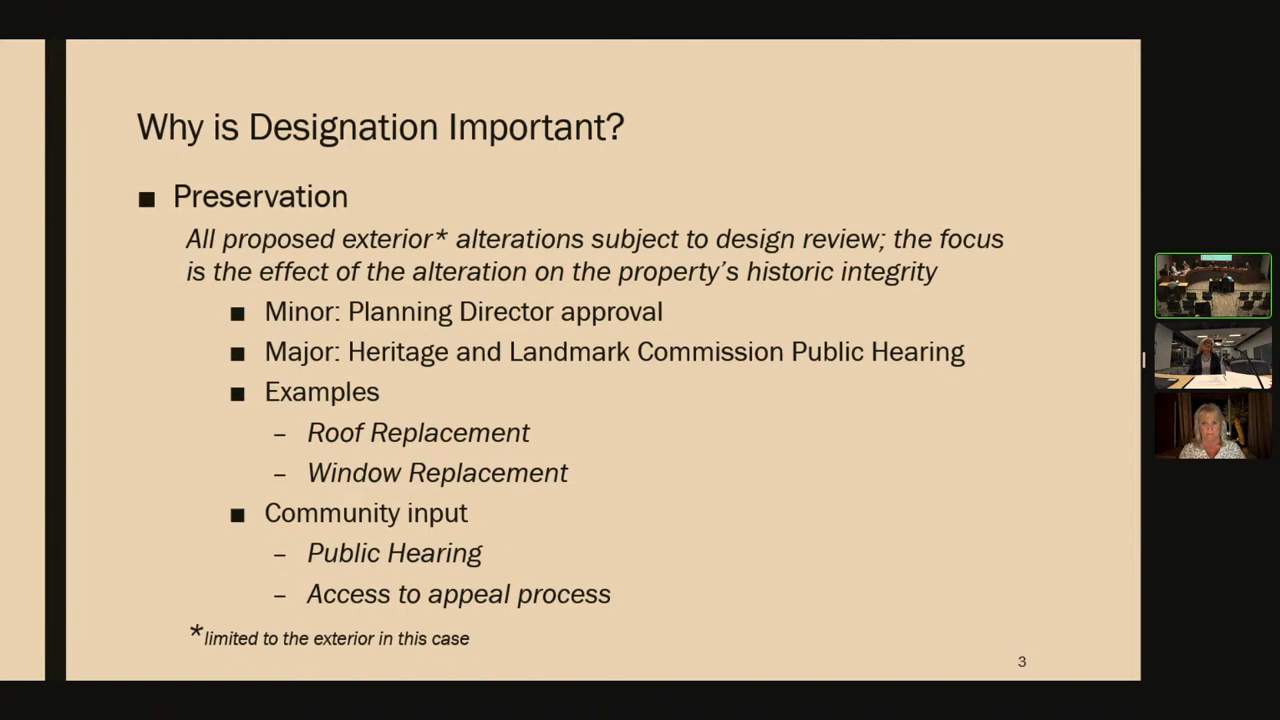 Why is Designation Important?
■ Preservation
All proposed exterior* alterations subject to design review; the focus
is the effect of the alteration on the property's historic integrity
■ Minor: Planning Director approval
■ Major: Heritage and Landmark Commission Public Hearing
■ Examples
– Roof Replacement
– Window Replacement
■ Community input
– Public Hearing
– Access to appeal process
*limited to the exterior in this case
3